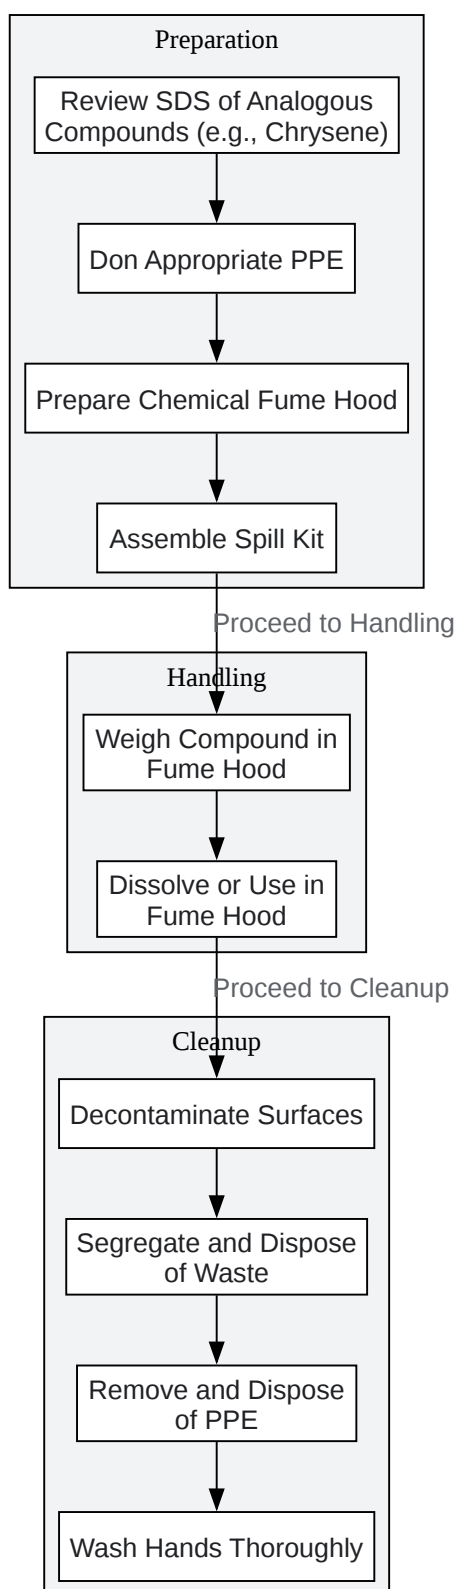 Preparation
Review SDS of Analogous
Compounds (e.g., Chrysene)
Don Appropriate PPE
Prepare Chemical Fume Hood
Assemble Spill Kit
Proceed to Handling
Handling
Weigh Compound in
Fume Hood
Dissolve or Use in
Fume Hood
Proceed to Cleanup
Cleanup
Decontaminate Surfaces
Segregate and Dispose
of Waste
Remove and Dispose
of PPE
Wash Hands Thoroughly